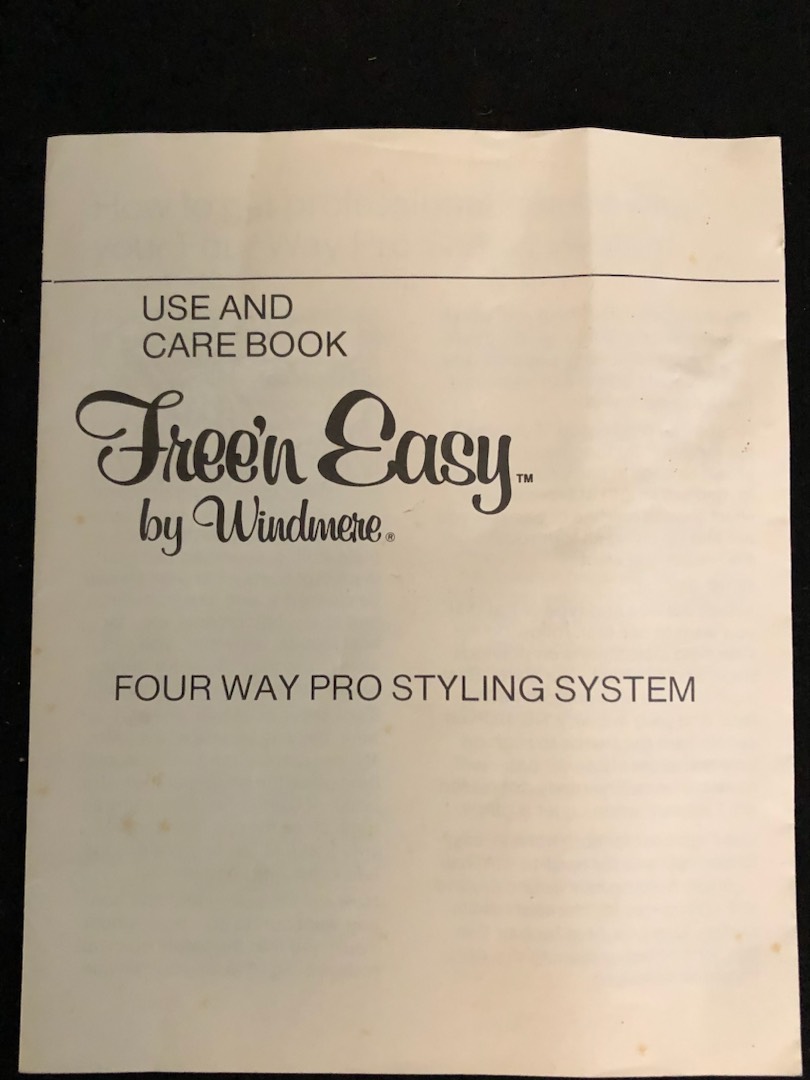 USE AND
CARE BOOK
Free'n Easy™
by Windmere®
FOUR WAY PRO STYLING SYSTEM